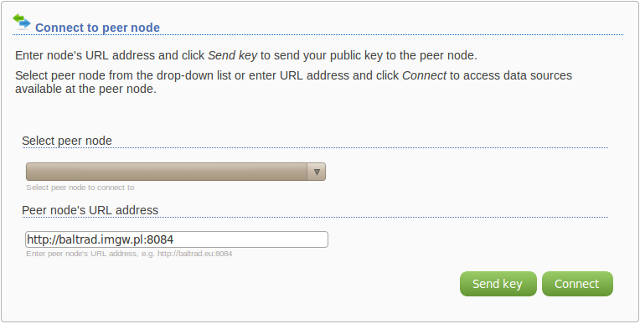 Connect to peer node
Enter node's URL address and click Send key to send your public key to the peer node.
Select peer node from the drop-down list or enter URL address and click Connect to access data sources
available at the peer node.
Select peer node
Select peer node to connect to
Peer node's URL address
http://baltrad.imgw.pl:8084
Enter peer node's URL address, e.g. http://baltrad.eu:8084
Send key
Connect